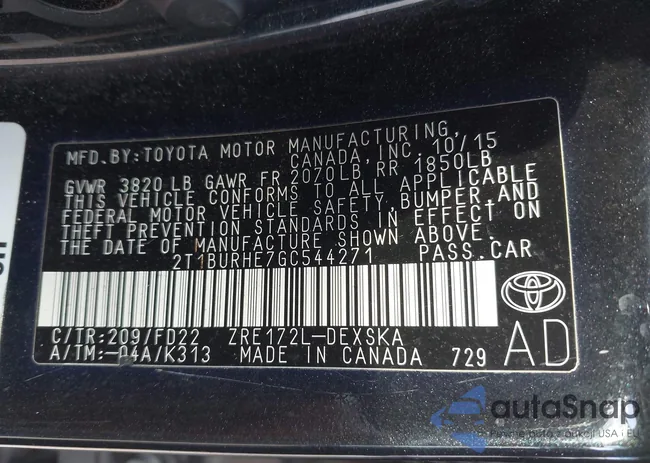 MFD.BY:TOYOTA MOTOR MANUFACTURING,
CANADA, INC. 10/15
GVWR 3820 LB GAWR FR 2070LB, RR 1850LB
THIS VEHICLE CONFORMS TO ALL APPLICABLE
FEDERAL MOTOR VEHICLE SAFETY, BUMPER, AND
THEFT PREVENTION STANDARDS IN EFFECT ON
THE DATE OF MANUFACTURE SHOWN ABOVE.
2T1BURHE7GC544271 PASS.CAR
C/TR:209/FD22 ZRE172L-DEXSKA
A/TM:-04A/K313 MADE IN CANADA 729
AD
autoSnap
USA i EU